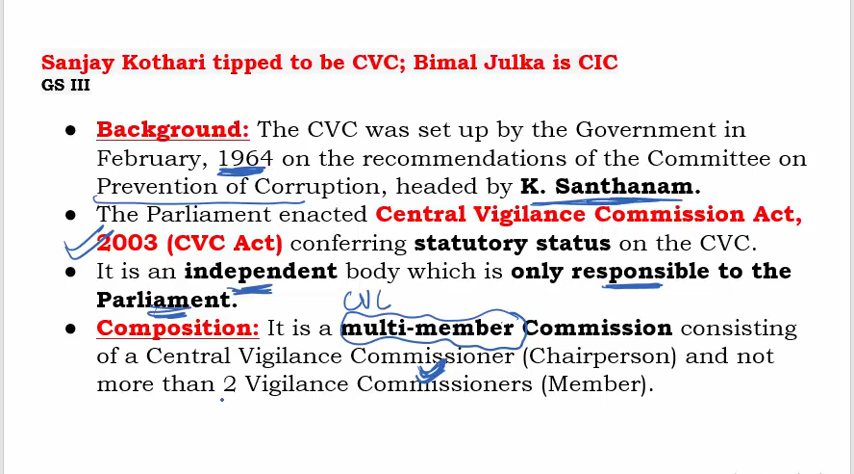 Sanjay Kothari tipped to be CVC; Bimal Julka is CIC
GS III
● Background: The CVC was set up by the Government in
February, 1964 on the recommendations of the Committee on
Prevention of Corruption, headed by K. Santhanam.
● The Parliament enacted Central Vigilance Commission Act,
2003 (CVC Act) conferring statutory status on the CVC.
● It is an independent body which is only responsible to the
Parliament.
CVC
● Composition: It is a multi-member Commission consisting
of a Central Vigilance Commissioner (Chairperson) and not
more than 2 Vigilance Commissioners (Member).